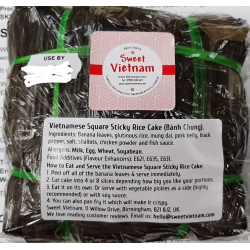 USE BY
Sweet
Vietnam
Vietnamese Square Sticky Rice Cake (Bánh Chưng).
Ingredients: Banana leaves, glutinous rice, mung dal, pork belly, black
pepper, salt, shallots, chicken powder and fish sauce.
Allergens: Milk, Egg, Wheat, Soyabean.
Food Additives (Flavour Enhancers): E621, E635, E631.
How to Eat and Serve the Vietnamese Square Sticky Rice Cake:
1. Peel off all of the banana leaves & serve immediately.
2. Cut cake into 4 or 8 slices depending how big you like your portions.
3. Eat it on its own. Or serve with vegetable pickles as a side (highly
recommended) or with soy sauce.
4. You can also pan fry it which will make it crispy.
Sweet Vietnam, 11 Willow Drive, Birmingham, B21 UK
Email us: hello@sweetvietnam.com